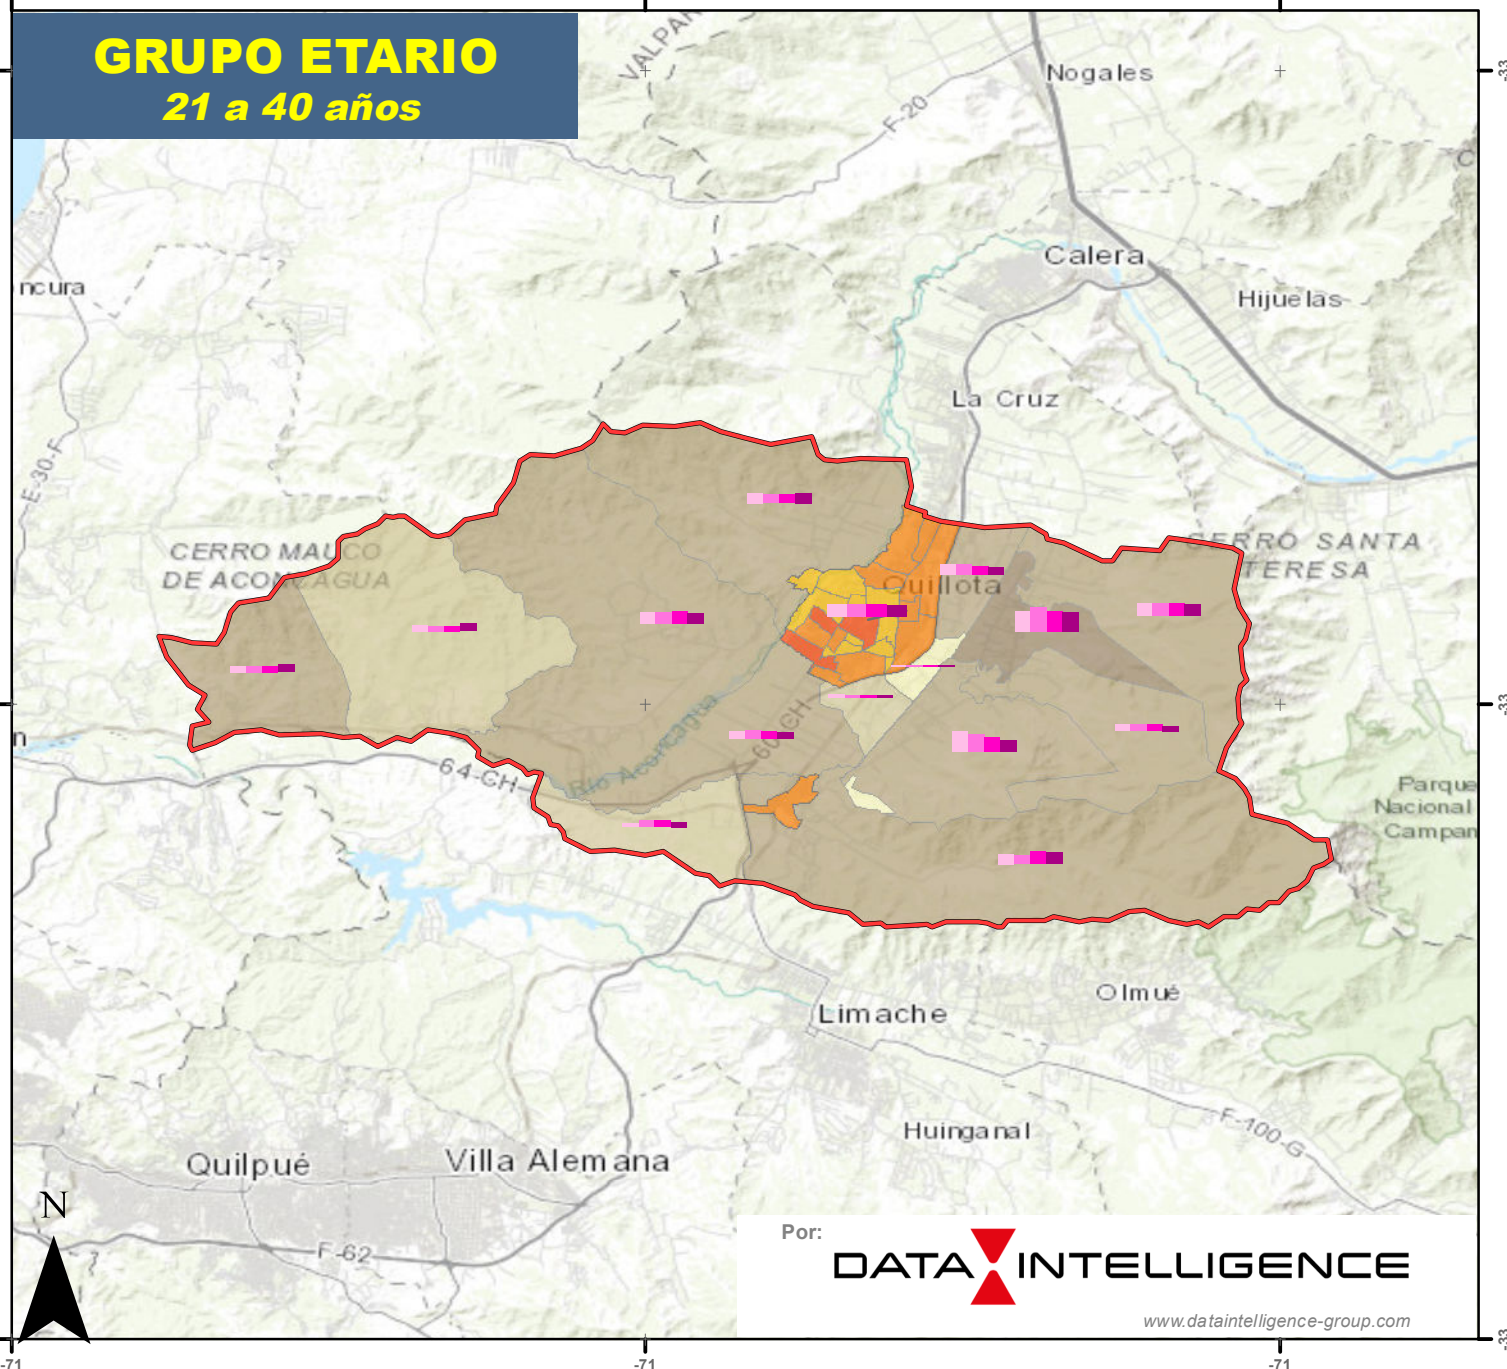 GRUPO ETARIO
21 a 40 años
Nogales
F-20
Calera
Hijuelas
ncura
La Cruz
E-30-F
CERRO MAUCO
DE ACONCAGUA
CERRO SANTA
TERESA
Quillota
60-CH
Río Aconcagua
64-CH
n
Parque
Nacional
Campan
Limache
Olmué
Huinganal
F-100-G
Quilpué
Villa Alemana
F-62
N
Por:
DATA INTELLIGENCE
www.dataintelligence-group.com
-71
-71
-71